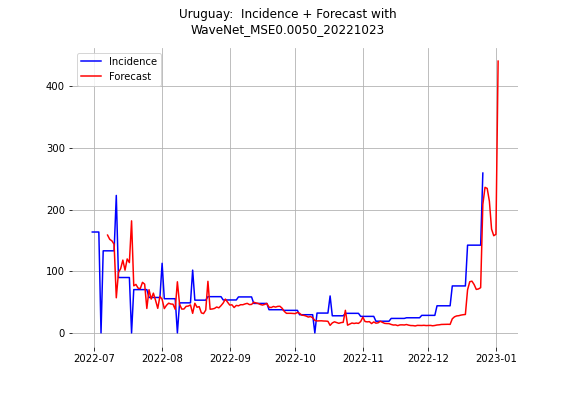 Uruguay:  Incidence + Forecast with
WaveNet_MSE0.0050_20221023
Incidence
Forecast
400
300
200
100
0
2022-07 2022-08 2022-09 2022-10 2022-11 2022-12 2023-01